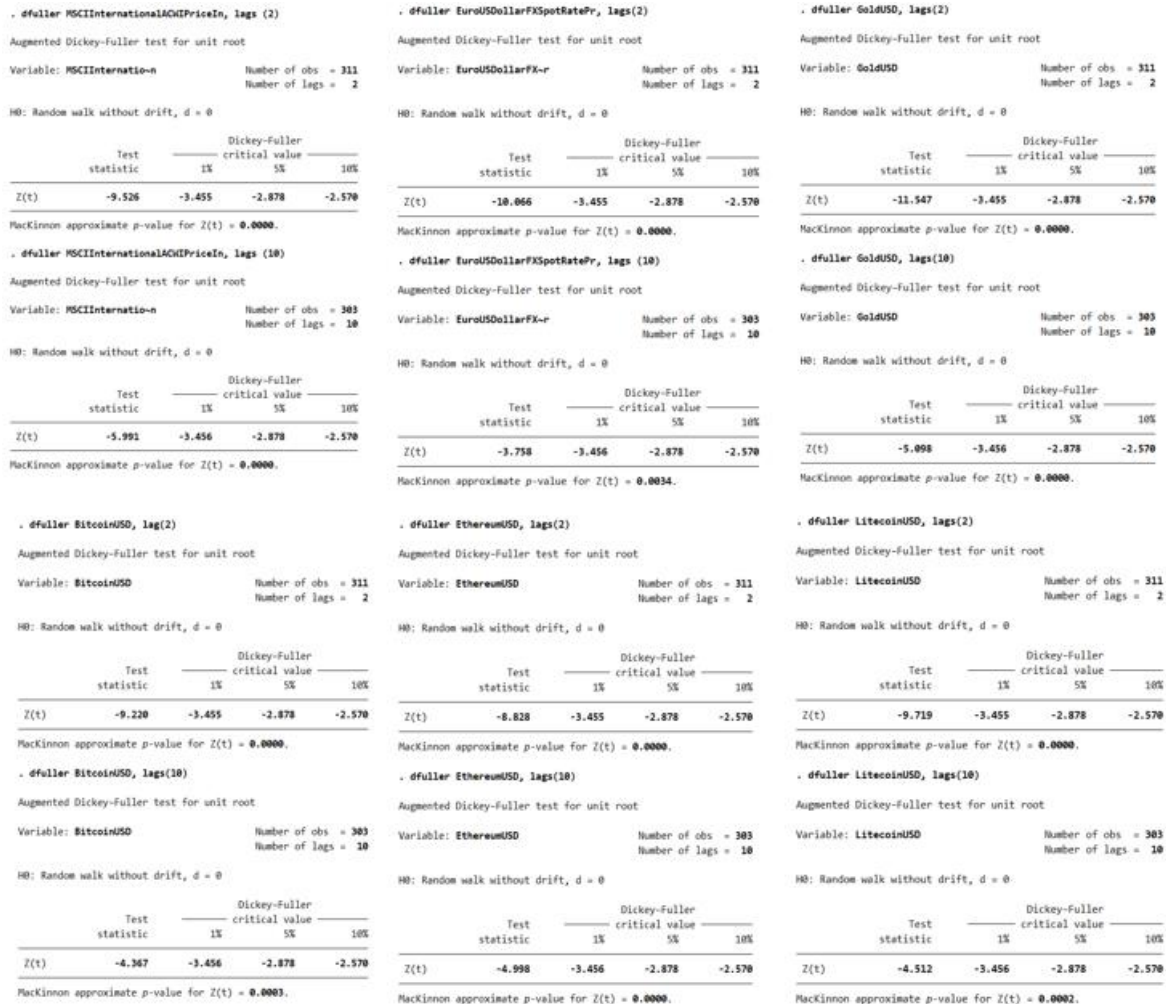 . dfuller MSCIInternationalACWIPriceIn, lags (2)
Augmented Dickey-Fuller test for unit root
Variable: MSCIInternatio~n Number of obs = 311
Number of lags = 2
H0: Random walk without drift, d = 0
Dickey-Fuller
Test critical value
statistic 1% 5% 10%
Z(t) -9.526 -3.455 -2.878 -2.570
MacKinnon approximate p-value for Z(t) = 0.0000.
. dfuller MSCIInternationalACWIPriceIn, lags (10)
Augmented Dickey-Fuller test for unit root
Variable: MSCIInternatio~n Number of obs = 303
Number of lags = 10
H0: Random walk without drift, d = 0
Dickey-Fuller
Test critical value
statistic 1% 5% 10%
Z(t) -5.991 -3.456 -2.878 -2.570
MacKinnon approximate p-value for Z(t) = 0.0000.
. dfuller EuroUSDollarFXSpotRatePr, lags(2)
Augmented Dickey-Fuller test for unit root
Variable: EuroUSDollarFX~r Number of obs = 311
Number of lags = 2
H0: Random walk without drift, d = 0
Dickey-Fuller
Test critical value
statistic 1% 5% 10%
Z(t) -10.066 -3.455 -2.878 -2.570
MacKinnon approximate p-value for Z(t) = 0.0000.
. dfuller EuroUSDollarFXSpotRatePr, lags (10)
Augmented Dickey-Fuller test for unit root
Variable: EuroUSDollarFX~r Number of obs = 303
Number of lags = 10
H0: Random walk without drift, d = 0
Dickey-Fuller
Test critical value
statistic 1% 5% 10%
Z(t) -3.758 -3.456 -2.878 -2.570
MacKinnon approximate p-value for Z(t) = 0.0034.
. dfuller GoldUSD, lags(2)
Augmented Dickey-Fuller test for unit root
Variable: GoldUSD Number of obs = 311
Number of lags = 2
H0: Random walk without drift, d = 0
Dickey-Fuller
Test critical value
statistic 1% 5% 10%
Z(t) -11.547 -3.455 -2.878 -2.570
MacKinnon approximate p-value for Z(t) = 0.0000.
. dfuller GoldUSD, lags(10)
Augmented Dickey-Fuller test for unit root
Variable: GoldUSD Number of obs = 303
Number of lags = 10
H0: Random walk without drift, d = 0
Dickey-Fuller
Test critical value
statistic 1% 5% 10%
Z(t) -5.098 -3.456 -2.878 -2.570
MacKinnon approximate p-value for Z(t) = 0.0000.
. dfuller BitcoinUSD, lag(2)
Augmented Dickey-Fuller test for unit root
Variable: BitcoinUSD Number of obs = 311
Number of lags = 2
H0: Random walk without drift, d = 0
Dickey-Fuller
Test critical value
statistic 1% 5% 10%
Z(t) -9.220 -3.455 -2.878 -2.570
MacKinnon approximate p-value for Z(t) = 0.0000.
. dfuller BitcoinUSD, lags(10)
Augmented Dickey-Fuller test for unit root
Variable: BitcoinUSD Number of obs = 303
Number of lags = 10
H0: Random walk without drift, d = 0
Dickey-Fuller
Test critical value
statistic 1% 5% 10%
Z(t) -4.367 -3.456 -2.878 -2.570
MacKinnon approximate p-value for Z(t) = 0.0003.
. dfuller EthereumUSD, lags(2)
Augmented Dickey-Fuller test for unit root
Variable: EthereumUSD Number of obs = 311
Number of lags = 2
H0: Random walk without drift, d = 0
Dickey-Fuller
Test critical value
statistic 1% 5% 10%
Z(t) -8.828 -3.455 -2.878 -2.570
MacKinnon approximate p-value for Z(t) = 0.0000.
. dfuller EthereumUSD, lags(10)
Augmented Dickey-Fuller test for unit root
Variable: EthereumUSD Number of obs = 303
Number of lags = 10
H0: Random walk without drift, d = 0
Dickey-Fuller
Test critical value
statistic 1% 5% 10%
Z(t) -4.998 -3.456 -2.878 -2.570
MacKinnon approximate p-value for Z(t) = 0.0000.
. dfuller LitecoinUSD, lags(2)
Augmented Dickey-Fuller test for unit root
Variable: LitecoinUSD Number of obs = 311
Number of lags = 2
H0: Random walk without drift, d = 0
Dickey-Fuller
Test critical value
statistic 1% 5% 10%
Z(t) -9.719 -3.455 -2.878 -2.570
MacKinnon approximate p-value for Z(t) = 0.0000.
. dfuller LitecoinUSD, lags(10)
Augmented Dickey-Fuller test for unit root
Variable: LitecoinUSD Number of obs = 303
Number of lags = 10
H0: Random walk without drift, d = 0
Dickey-Fuller
Test critical value
statistic 1% 5% 10%
Z(t) -4.512 -3.456 -2.878 -2.570
MacKinnon approximate p-value for Z(t) = 0.0002.